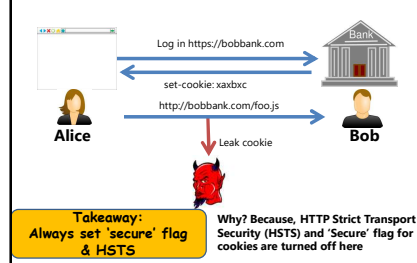 Bank
Log in https://bobbank.com
set-cookie: xaxbxc
http://bobbank.com/foo.js
Alice
Bob
Leak cookie
Takeaway:
Always set 'secure' flag
& HSTS
Why? Because, HTTP Strict Transport
Security (HSTS) and 'Secure' flag for
cookies are turned off here